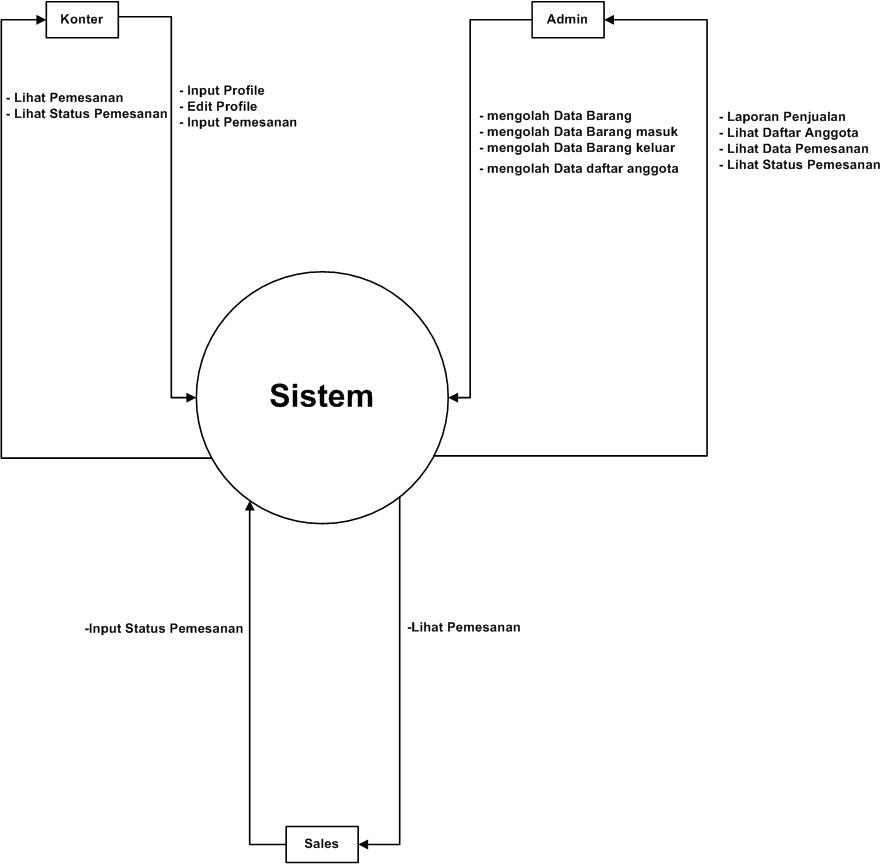 Konter
Admin
- Lihat Pemesanan
- Lihat Status Pemesanan
- Input Profile
- Edit Profile
- Input Pemesanan
- mengolah Data Barang
- mengolah Data Barang masuk
- mengolah Data Barang keluar
- mengolah Data daftar anggota
- Laporan Penjualan
- Lihat Daftar Anggota
- Lihat Data Pemesanan
- Lihat Status Pemesanan
Sistem
-Input Status Pemesanan
-Lihat Pemesanan
Sales